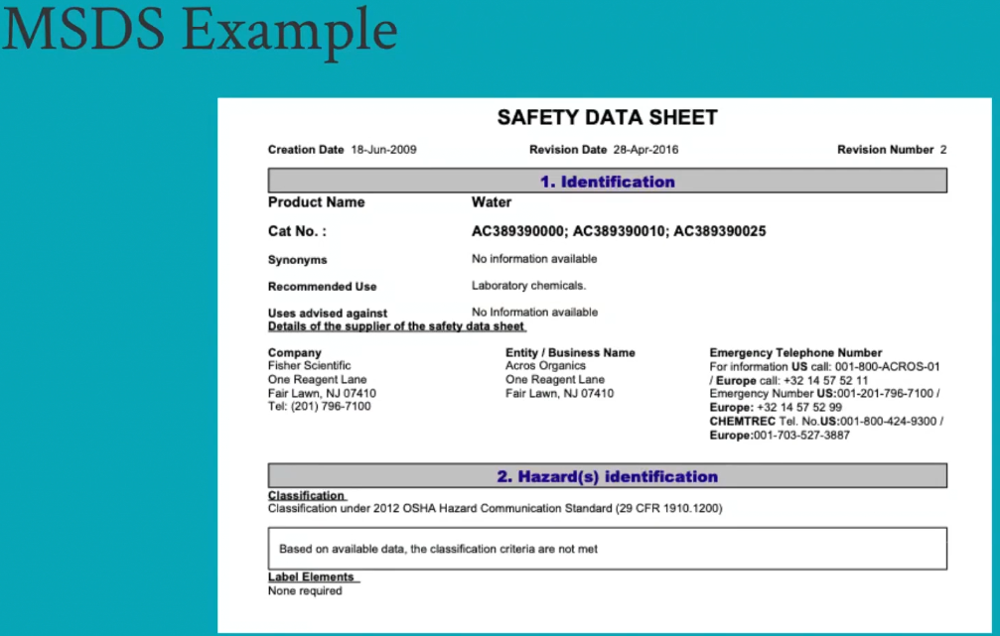 MSDS Example
SAFETY DATA SHEET
Creation Date 18-Jun-2009 Revision Date 28-Apr-2016 Revision Number 2
1. Identification
Product Name Water
Cat No. : AC389390000; AC389390010; AC389390025
Synonyms No information available
Recommended Use Laboratory chemicals.
Uses advised against No Information available
Details of the supplier of the safety data sheet
Company
Fisher Scientific
One Reagent Lane
Fair Lawn, NJ 07410
Tel: (201) 796-7100
Entity / Business Name
Acros Organics
One Reagent Lane
Fair Lawn, NJ 07410
Emergency Telephone Number
For information US call: 001-800-ACROS-01
/ Europe call: +32 14 57 52 11
Emergency Number US:001-201-796-7100 /
Europe: +32 14 57 52 99
CHEMTREC Tel. No.US:001-800-424-9300 /
Europe:001-703-527-3887
2. Hazard(s) identification
Classification
Classification under 2012 OSHA Hazard Communication Standard (29 CFR 1910.1200)
Based on available data, the classification criteria are not met
Label Elements
None required